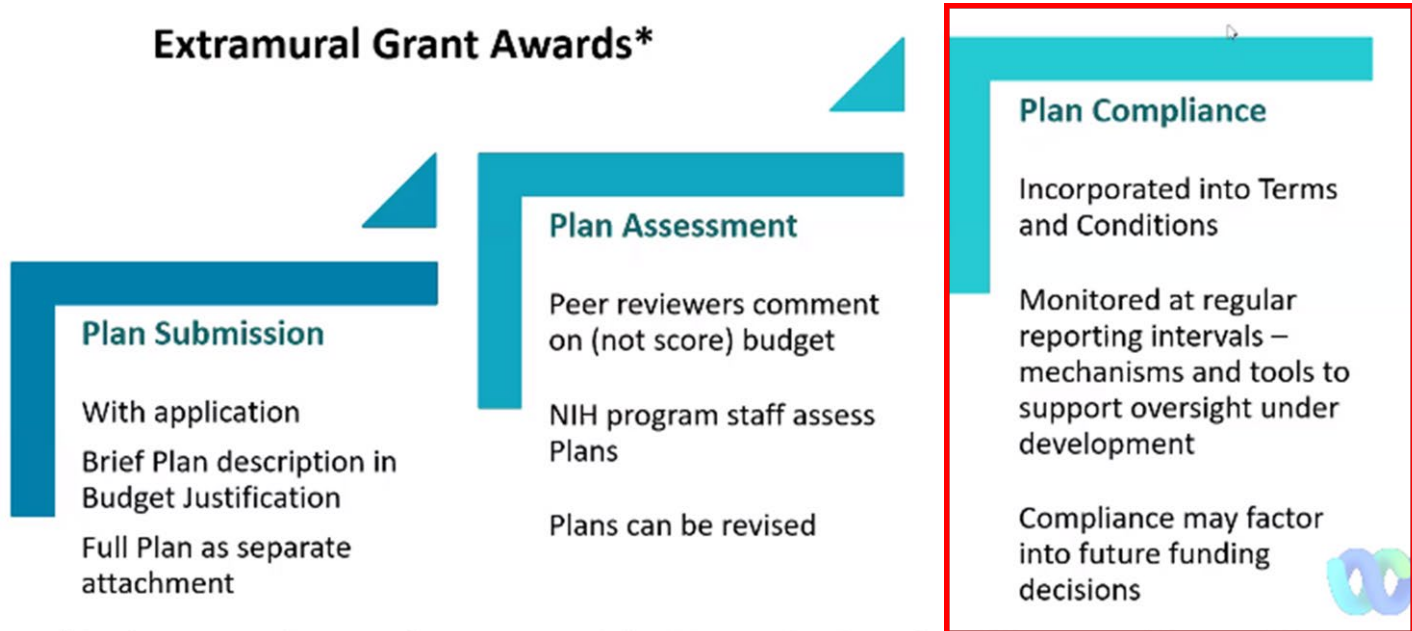 Extramural Grant Awards*
Plan Submission
With application
Brief Plan description in
Budget Justification
Full Plan as separate
attachment
Plan Assessment
Peer reviewers comment
on (not score) budget
NIH program staff assess
Plans
Plans can be revised
Plan Compliance
Incorporated into Terms
and Conditions
Monitored at regular
reporting intervals –
mechanisms and tools to
support oversight under
development
Compliance may factor
into future funding
decisions